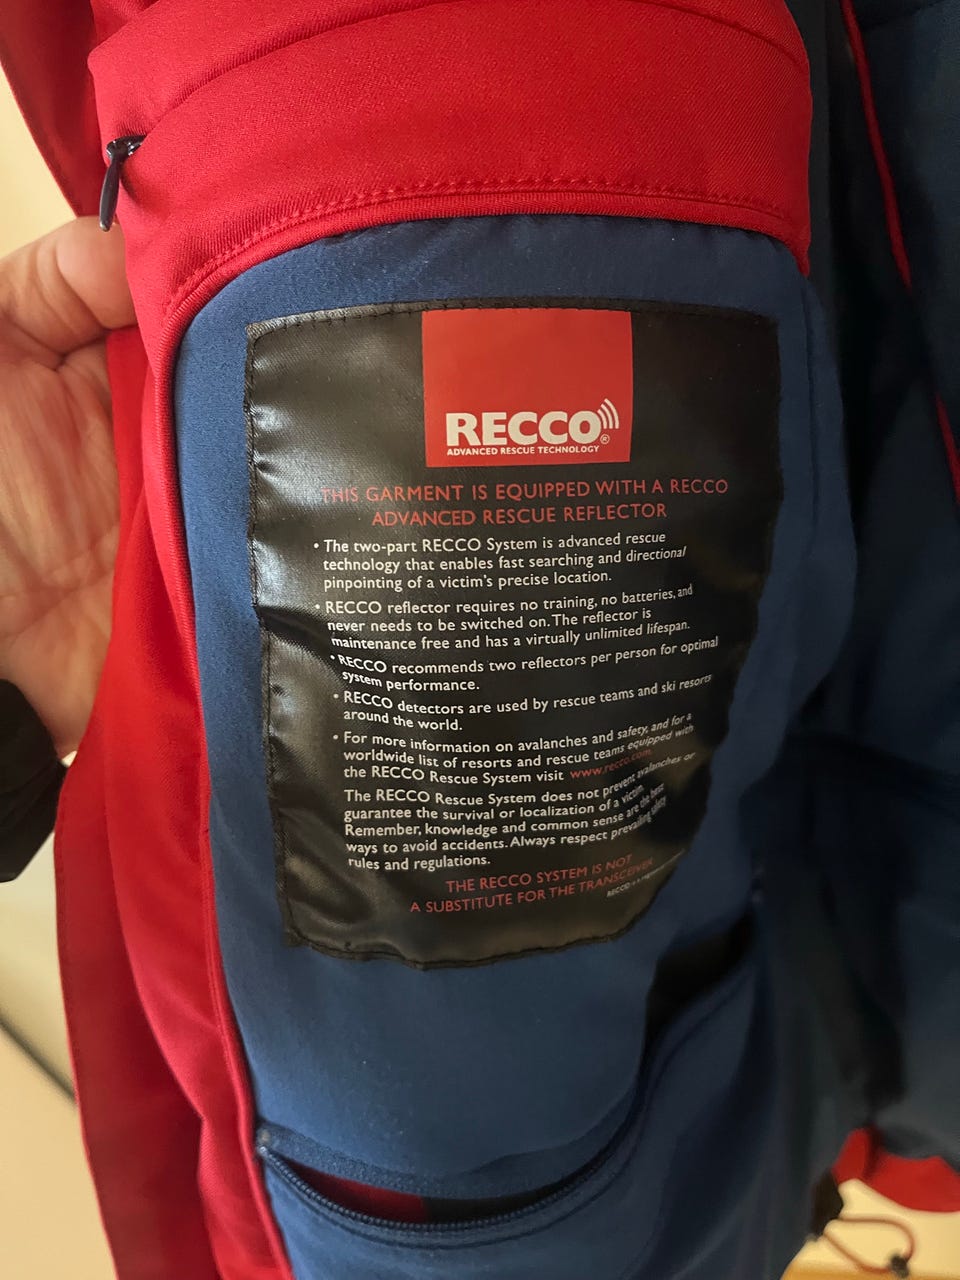 RECCO®
ADVANCED RESCUE TECHNOLOGY
THIS GARMENT IS EQUIPPED WITH A RECCO
ADVANCED RESCUE REFLECTOR
• The two-part RECCO System is advanced rescue
technology that enables fast searching and directional
pinpointing of a victim's precise location.
• RECCO reflector requires no training, no batteries, and
never needs to be switched on. The reflector is
maintenance free and has a virtually unlimited lifespan.
• RECCO recommends two reflectors per person for optimal
system performance.
• RECCO detectors are used by rescue teams and ski resorts
around the world.
• For more information on avalanches and safety, and for a
worldwide list of resorts and rescue teams equipped with
the RECCO Rescue System visit www.recco.com.
The RECCO Rescue System does not prevent avalanches or
guarantee the survival or localization of a victim.
Remember, knowledge and common sense are the best
ways to avoid accidents. Always respect prevailing safety
rules and regulations.
THE RECCO SYSTEM IS NOT
A SUBSTITUTE FOR THE TRANSCEIVER
RECCO is a